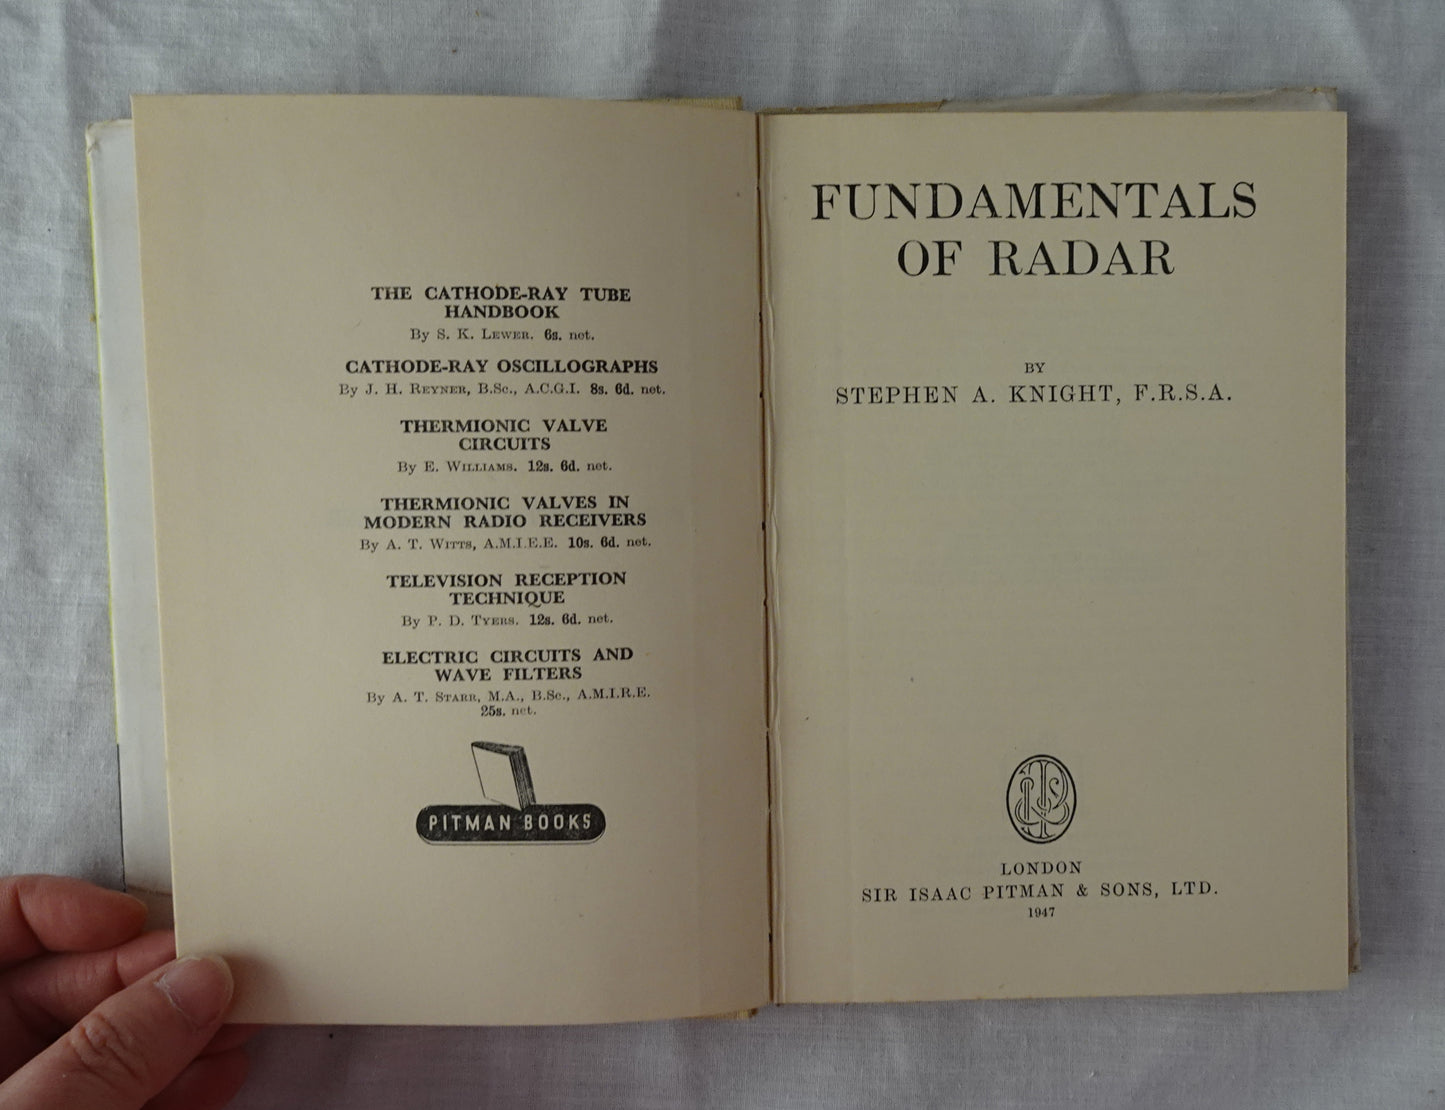 THE CATHODE-RAY TUBE
HANDBOOK
By S. K. LEWER. 6s. net.
CATHODE-RAY OSCILLOGRAPHS
By J. H. REYNER, B.Sc., A.C.G.I. 8s. 6d. net.
THERMIONIC VALVE
CIRCUITS
By E. WILLIAMS. 12s. 6d. net.
THERMIONIC VALVES IN
MODERN RADIO RECEIVERS
By A. T. WITTS, A.M.I.E.E. 10s. 6d. net.
TELEVISION RECEPTION
TECHNIQUE
By P. D. TYERS. 12s. 6d. net.
ELECTRIC CIRCUITS AND
WAVE FILTERS
By A. T. STARR, M.A., B.Sc., A.M.I.R.E.
25s. net.
PITMAN BOOKS
FUNDAMENTALS
OF RADAR
BY
STEPHEN A. KNIGHT, F.R.S.A.
LONDON
SIR ISAAC PITMAN & SONS, LTD.
1947